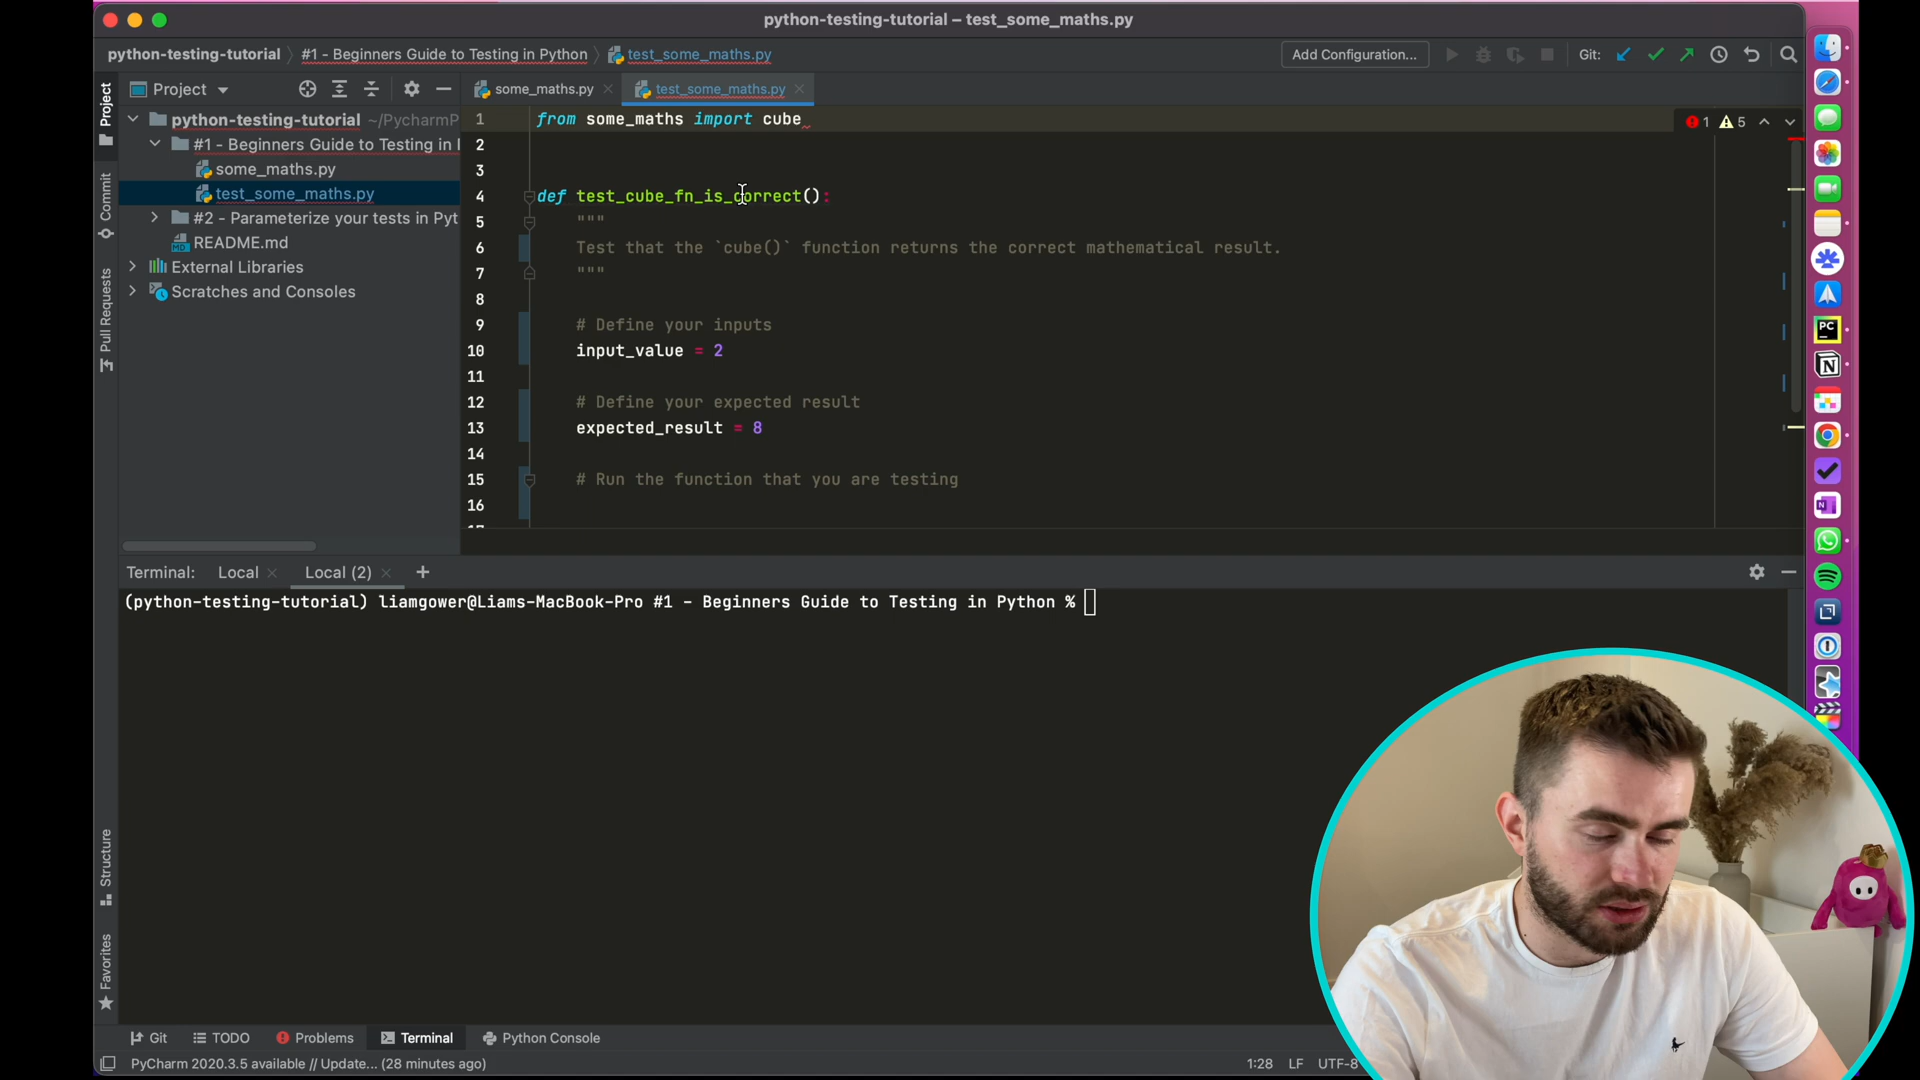 python-testing-tutorial – test_some_maths.py
python-testing-tutorial
#1 - Beginners Guide to Testing in Python
test_some_maths.py
Add Configuration...
Git:
Project
some_maths.py
test_some_maths.py
python-testing-tutorial ~/PycharmP
#1 - Beginners Guide to Testing in
some_maths.py
test_some_maths.py
#2 - Parameterize your tests in Pyt
README.md
External Libraries
Scratches and Consoles
Project
Commit
Pull Requests
Structure
Favorites
1 from some_maths import cube
1 5
2
3
4 def test_cube_fn_is_correct():
5 """
6 Test that the `cube()` function returns the correct mathematical result.
7 """
8
9 # Define your inputs
10 input_value = 2
11
12 # Define your expected result
13 expected_result = 8
14
15 # Run the function that you are testing
16
Terminal: Local Local (2) +
(python-testing-tutorial) liamgower@Liams-MacBook-Pro #1 - Beginners Guide to Testing in Python %
PC
Git TODO Problems Terminal Python Console
PyCharm 2020.3.5 available // Update... (28 minutes ago)
1:28 LF UTF-8